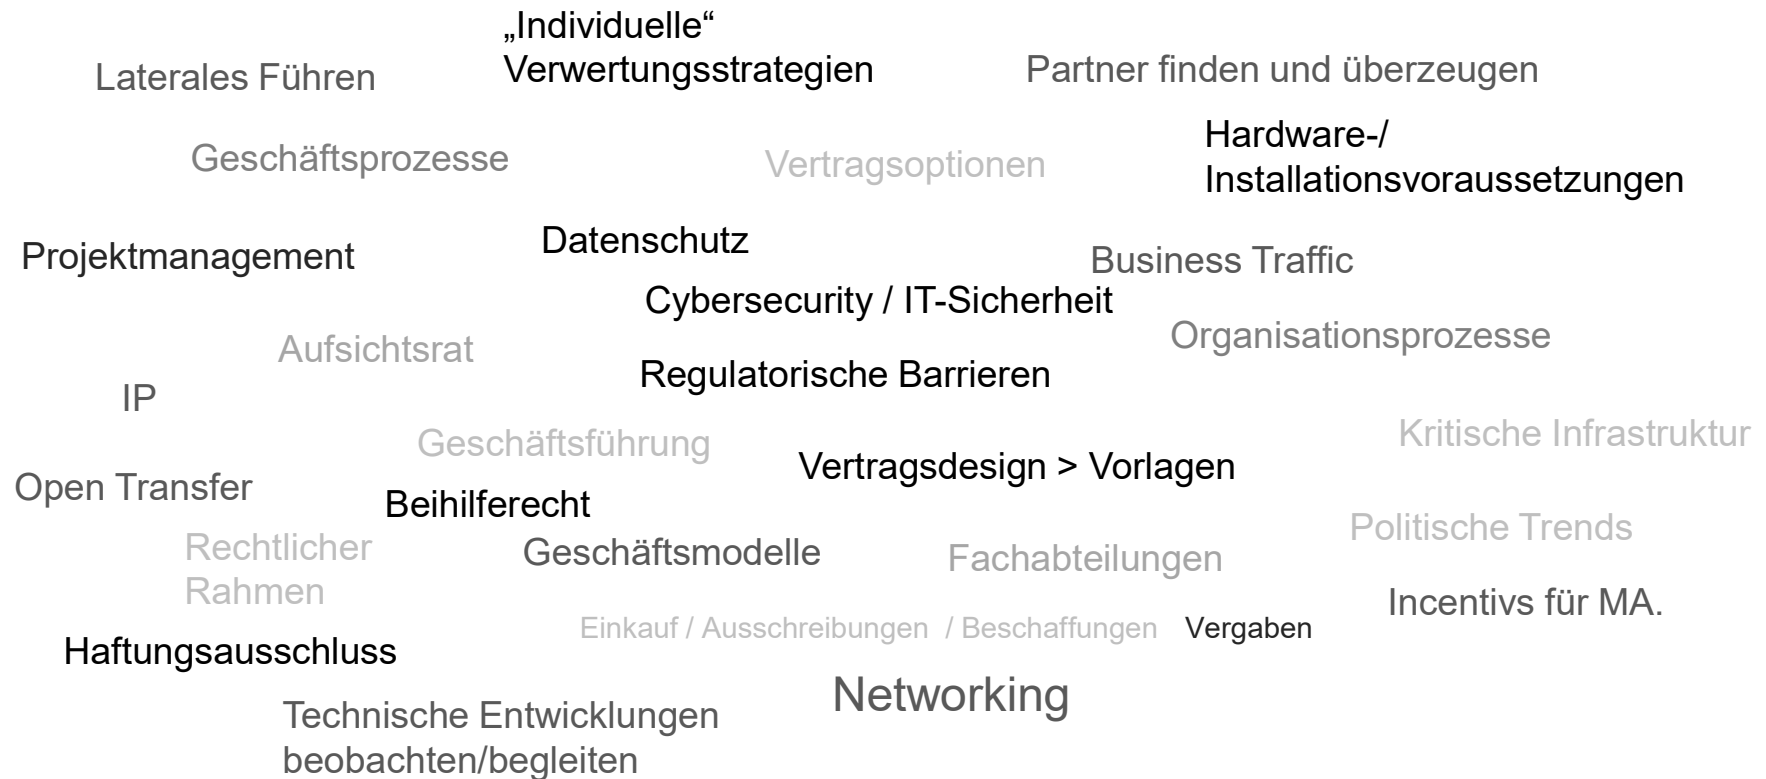 „Individuelle“
Verwertungsstrategien
Laterales Führen
Partner finden und überzeugen
Hardware-/
Installationsvoraussetzungen
Geschäftsprozesse
Vertragsoptionen
Projektmanagement
Datenschutz
Business Traffic
Cybersecurity / IT-Sicherheit
Aufsichtsrat
Organisationsprozesse
Regulatorische Barrieren
IP
Geschäftsführung
Kritische Infrastruktur
Vertragsdesign > Vorlagen
Open Transfer
Beihilferecht
Politische Trends
Rechtlicher
Rahmen
Geschäftsmodelle
Fachabteilungen
Incentivs für MA.
Einkauf / Ausschreibungen / Beschaffungen Vergaben
Haftungsausschluss
Networking
Technische Entwicklungen
beobachten/begleiten